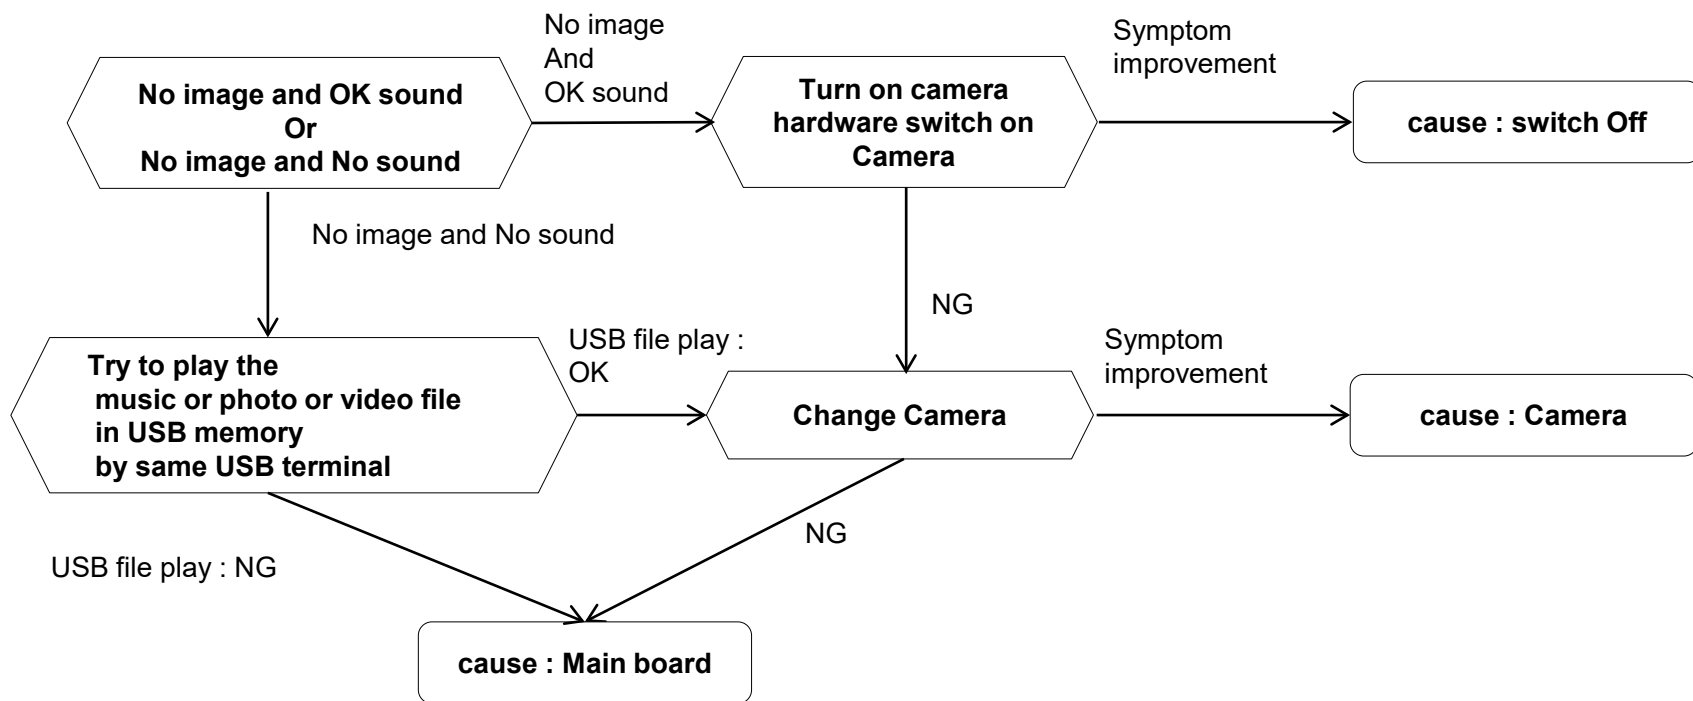 No image
And
OK sound
Symptom
improvement
No image and OK sound
Or
No image and No sound
Turn on camera
hardware switch on
Camera
cause : switch Off
No image and No sound
NG
USB file play :
OK
Symptom
improvement
Try to play the
music or photo or video file
in USB memory
by same USB terminal
Change Camera
cause : Camera
NG
USB file play : NG
cause : Main board